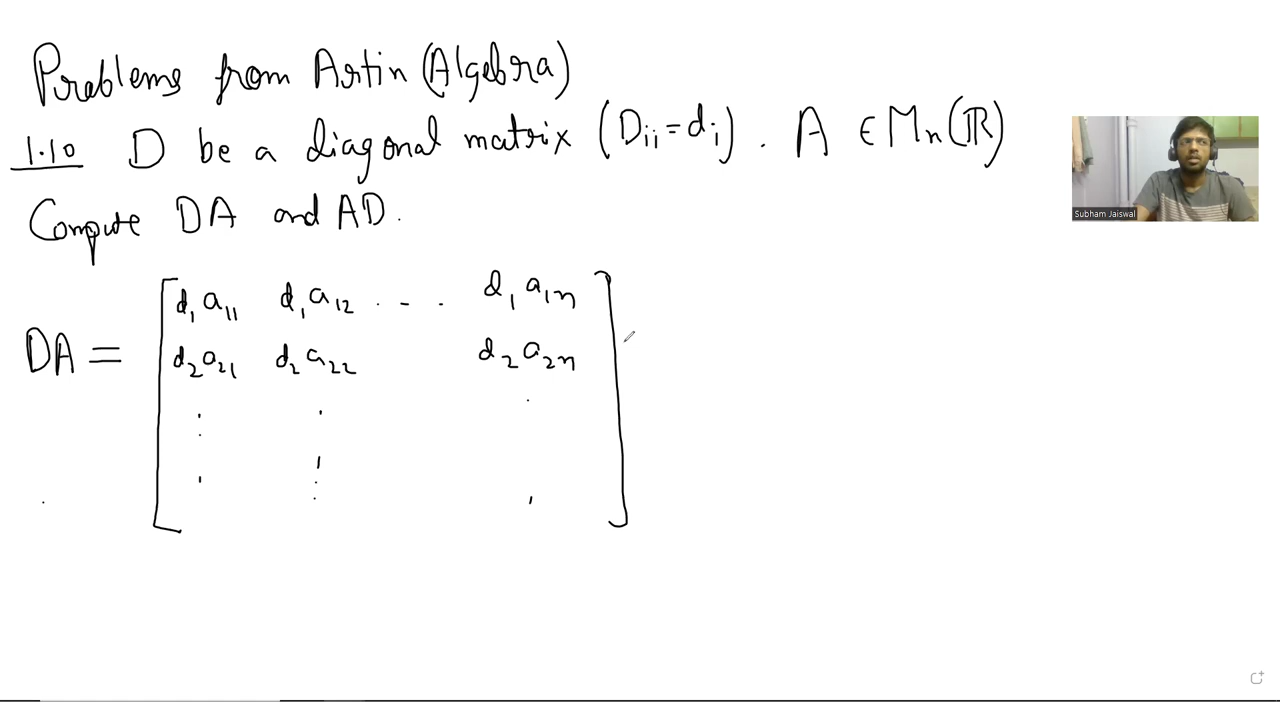 Problems from Artin (Algebra)
1.10 D be a diagonal matrix (Dᵢᵢ = dᵢ). A ∈ Mₙ(ℝ)
Compute DA and AD.
Subham Jaiswal
d₁a₁₁ d₁a₁₂ . - . d₁a₁ₙ
DA = d₂a₂₁ d₂a₂₂ d₂a₂ₙ